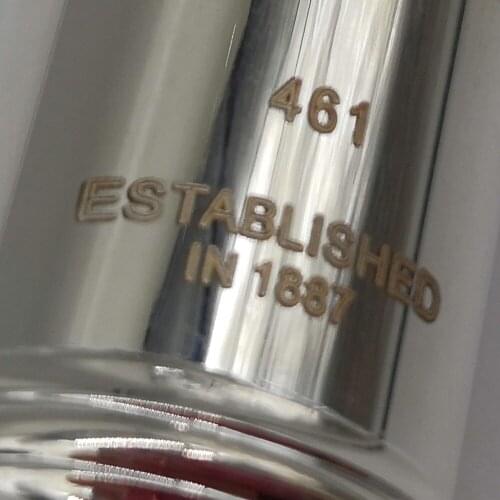 461
ESTABLISHED
IN 1887